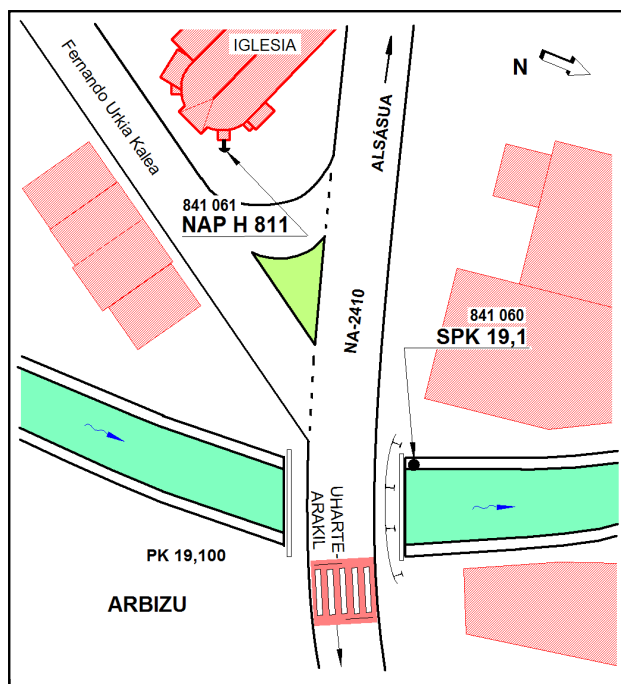 IGLESIA
N
Fernando Urkia Kalea
ALSÁSUA
841 061
NAP H 811
NA-2410
841 060
SPK 19,1
UHARTE-
ARAKIL
PK 19,100
ARBIZU